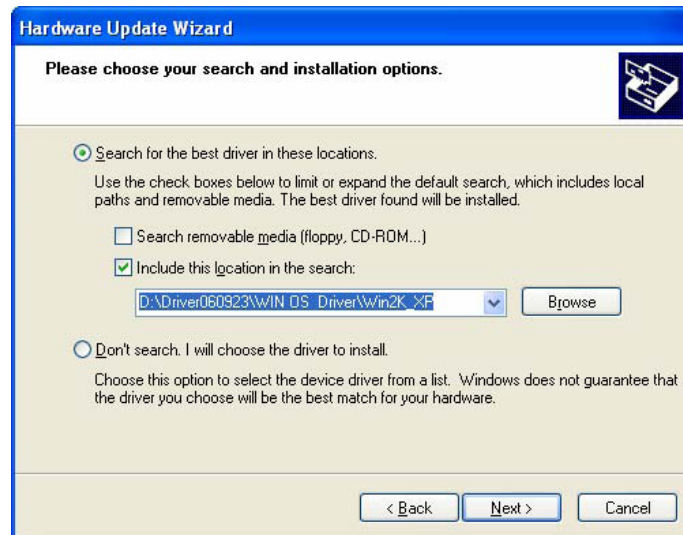 Hardware Update Wizard
Please choose your search and installation options.
Search for the best driver in these locations.
Use the check boxes below to limit or expand the default search, which includes local
paths and removable media. The best driver found will be installed.
Search removable media (floppy, CD-ROM...)
Include this location in the search:
D:\Driver060923\WIN OS_Driver\Win2K_XP
Browse
Don't search. I will choose the driver to install.
Choose this option to select the device driver from a list. Windows does not guarantee that
the driver you choose will be the best match for your hardware.
< Back
Next >
Cancel